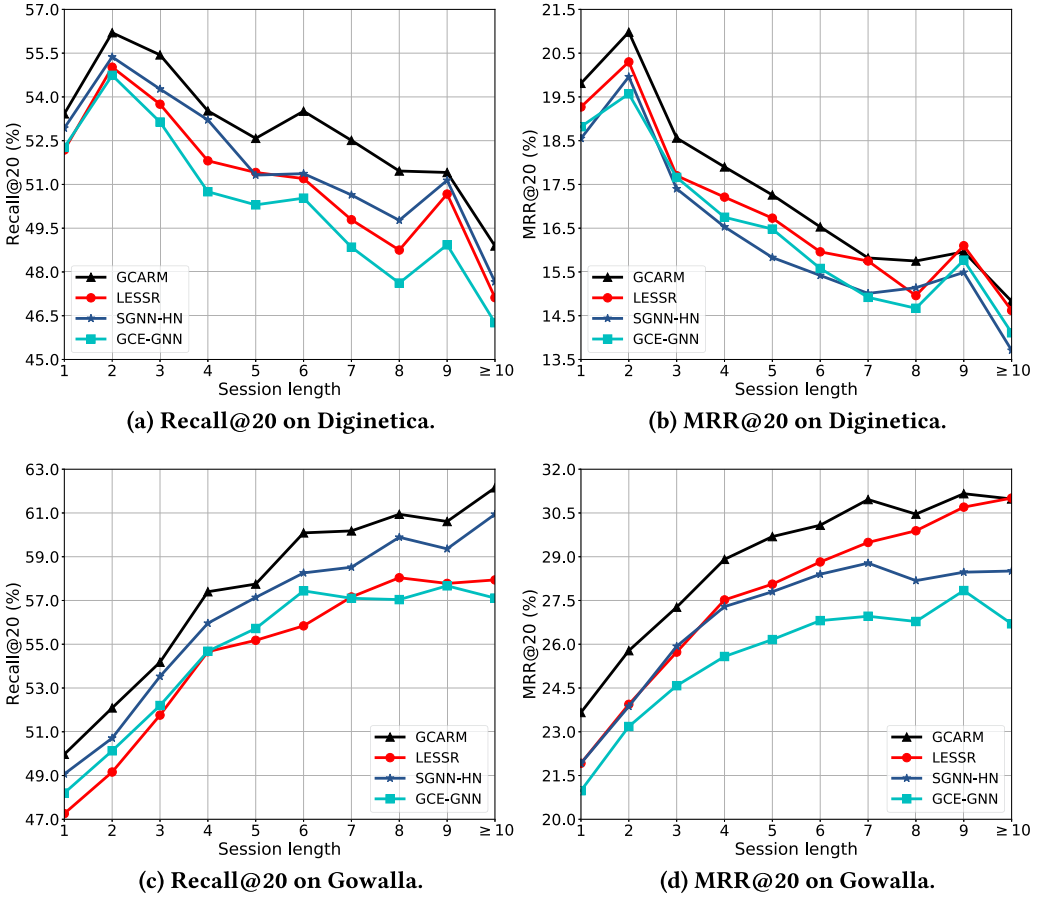 57.0
55.5
54.0
52.5
51.0
49.5
48.0
46.5
45.0
Recall@20 (%)
GCARM
LESSR
SGNN-HN
GCE-GNN
1 2 3 4 5 6 7 8 9 ≥10
Session length
(a) Recall@20 on Diginetica.
21.5
20.5
19.5
18.5
17.5
16.5
15.5
14.5
13.5
MRR@20 (%)
GCARM
LESSR
SGNN-HN
GCE-GNN
1 2 3 4 5 6 7 8 9 ≥10
Session length
(b) MRR@20 on Diginetica.
63.0
61.0
59.0
57.0
55.0
53.0
51.0
49.0
47.0
Recall@20 (%)
GCARM
LESSR
SGNN-HN
GCE-GNN
1 2 3 4 5 6 7 8 9 ≥10
Session length
(c) Recall@20 on Gowalla.
32.0
30.5
29.0
27.5
26.0
24.5
23.0
21.5
20.0
MRR@20 (%)
GCARM
LESSR
SGNN-HN
GCE-GNN
1 2 3 4 5 6 7 8 9 ≥10
Session length
(d) MRR@20 on Gowalla.